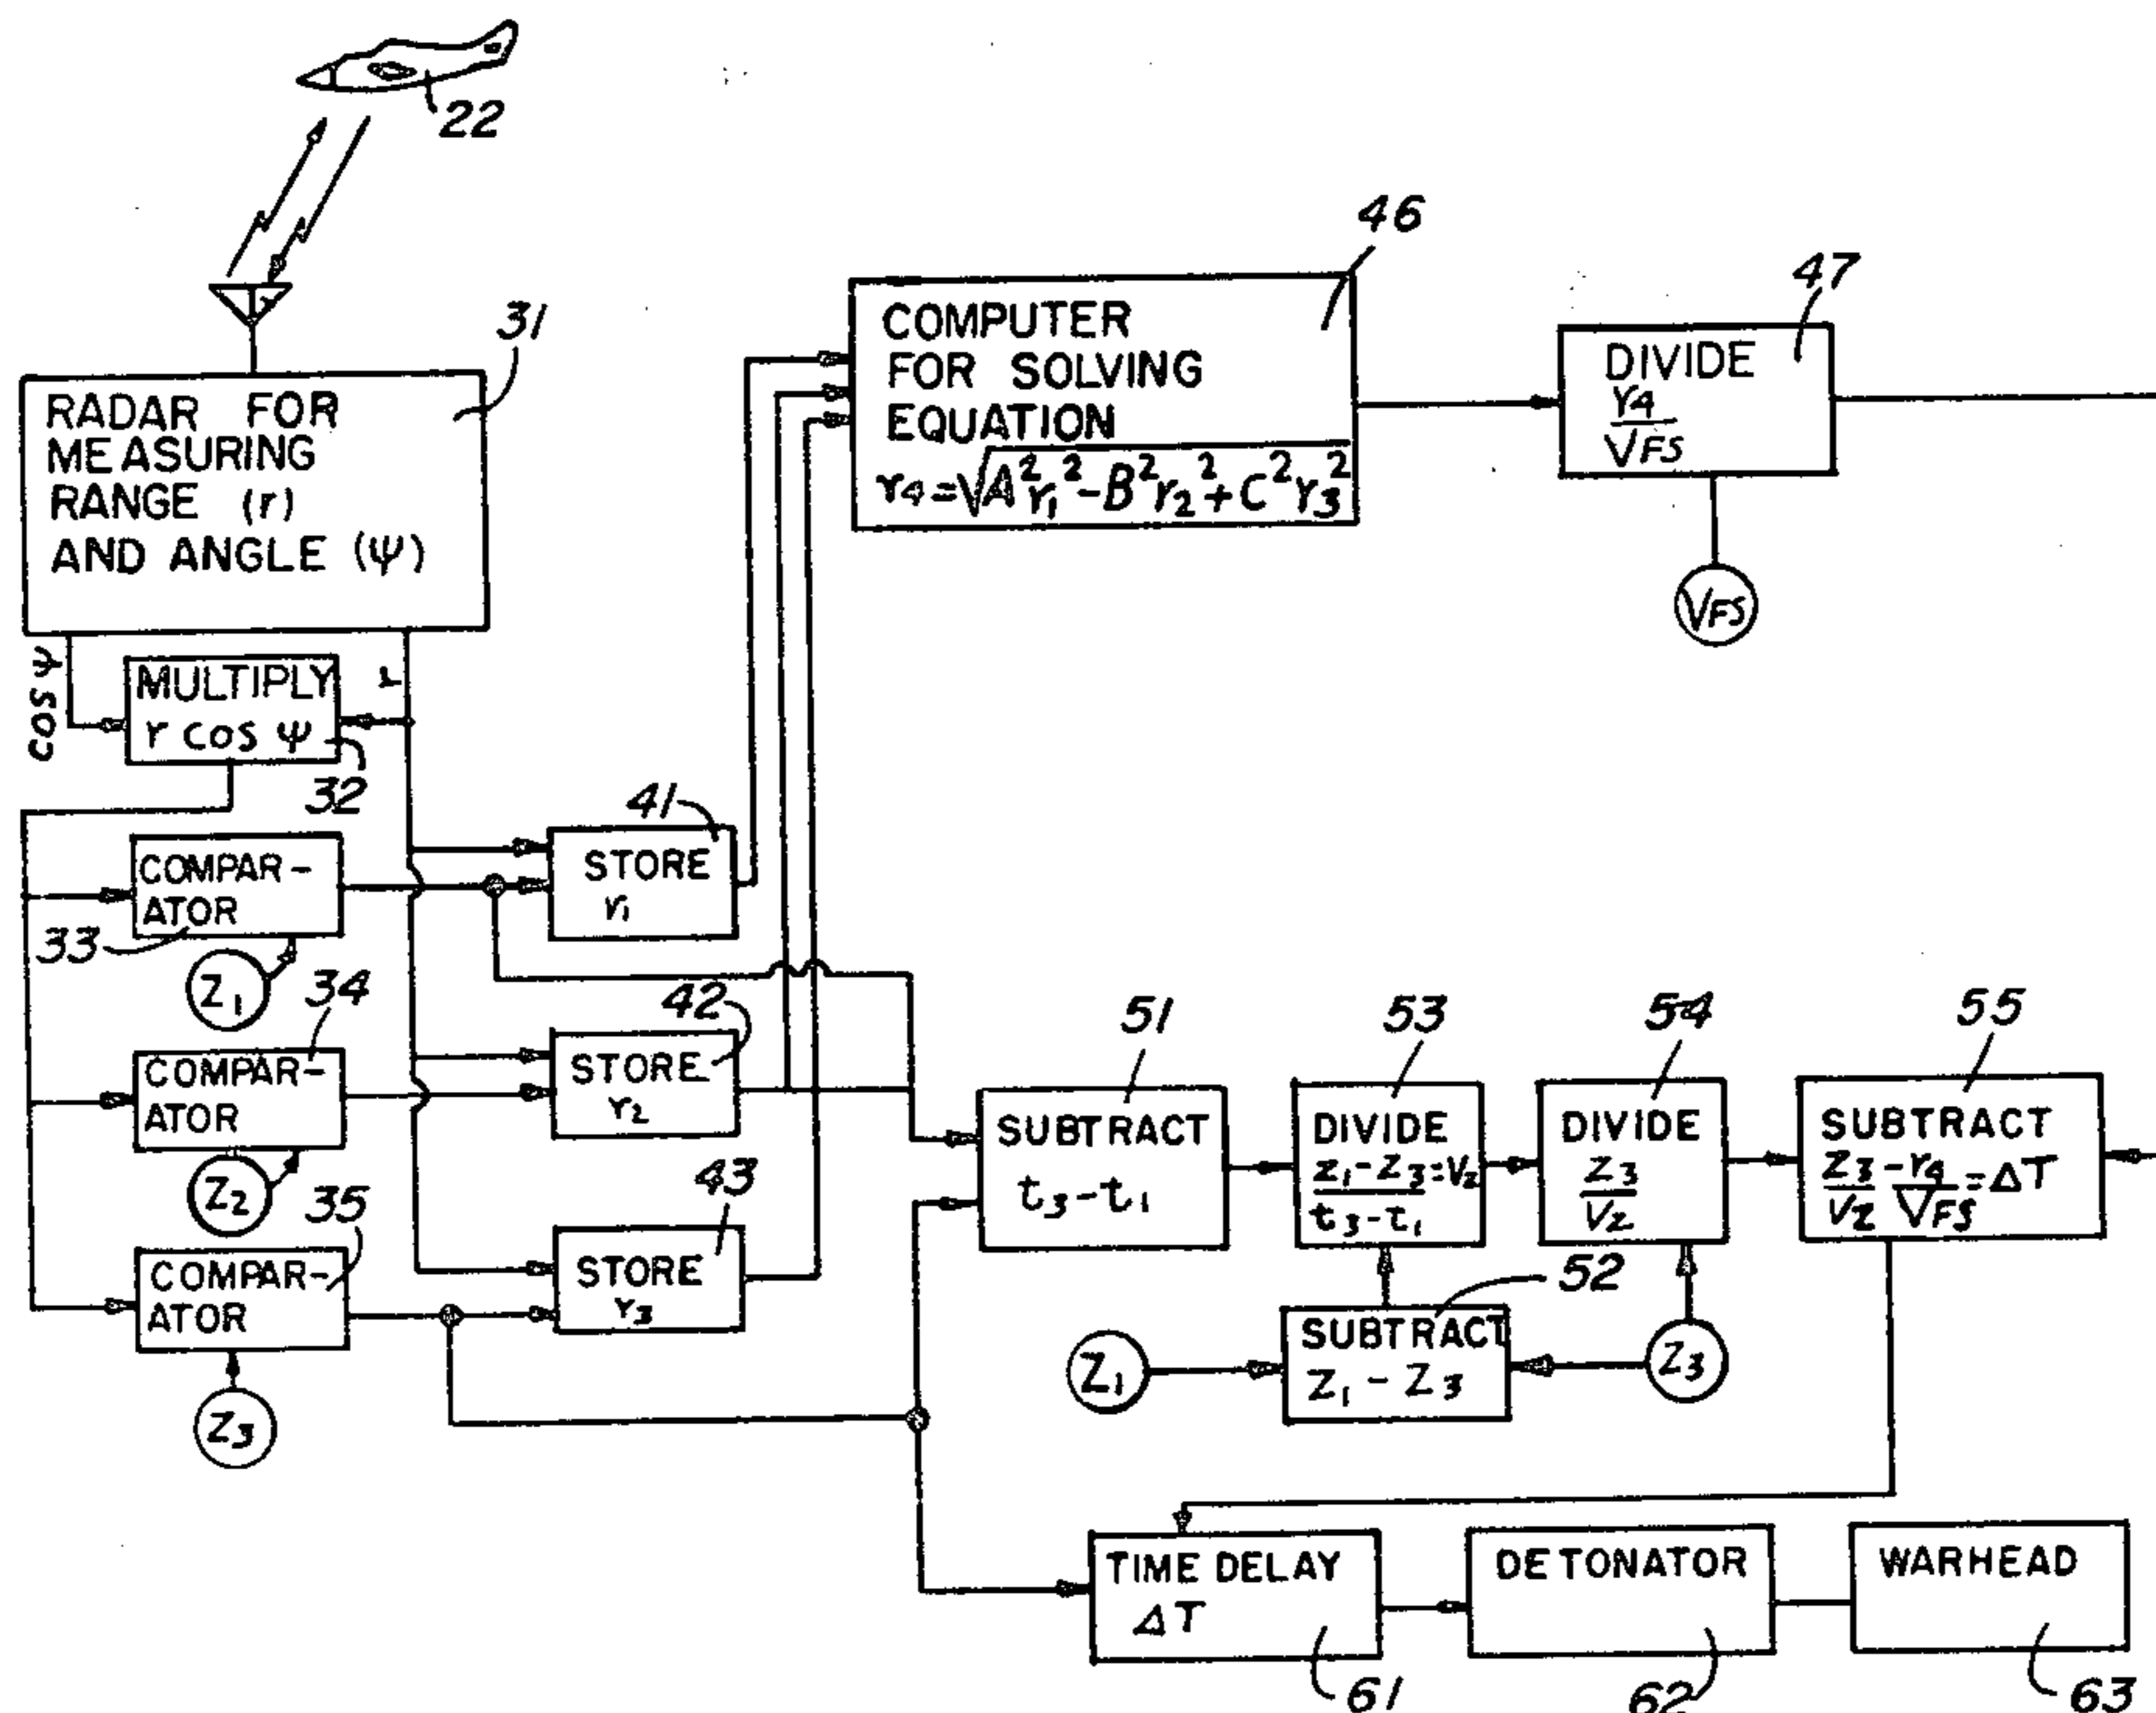 22
46
47
31
COMPUTER
FOR SOLVING
EQUATION
r4=√A²r₁²-B²r₂²+C²r₃²
DIVIDE
r4
VFS
VFS
RADAR FOR
MEASURING
RANGE (r)
AND ANGLE (Ψ)
COS Ψ
r
MULTIPLY
r COS Ψ
32
41
COMPAR-
ATOR
33
Z₁
STORE
r₁
34
42
COMPAR-
ATOR
Z₂
STORE
r₂
35
43
COMPAR-
ATOR
Z₃
STORE
r₃
51
SUBTRACT
t₃-t₁
53
DIVIDE
Z₁-Z₃=VZ
t₃-t₁
54
DIVIDE
Z₃
VZ
55
SUBTRACT
Z₃-r4=ΔT
VZ VFS
52
SUBTRACT
Z₁-Z₃
Z₁
Z₃
TIME DELAY
ΔT
61
DETONATOR
62
WARHEAD
63